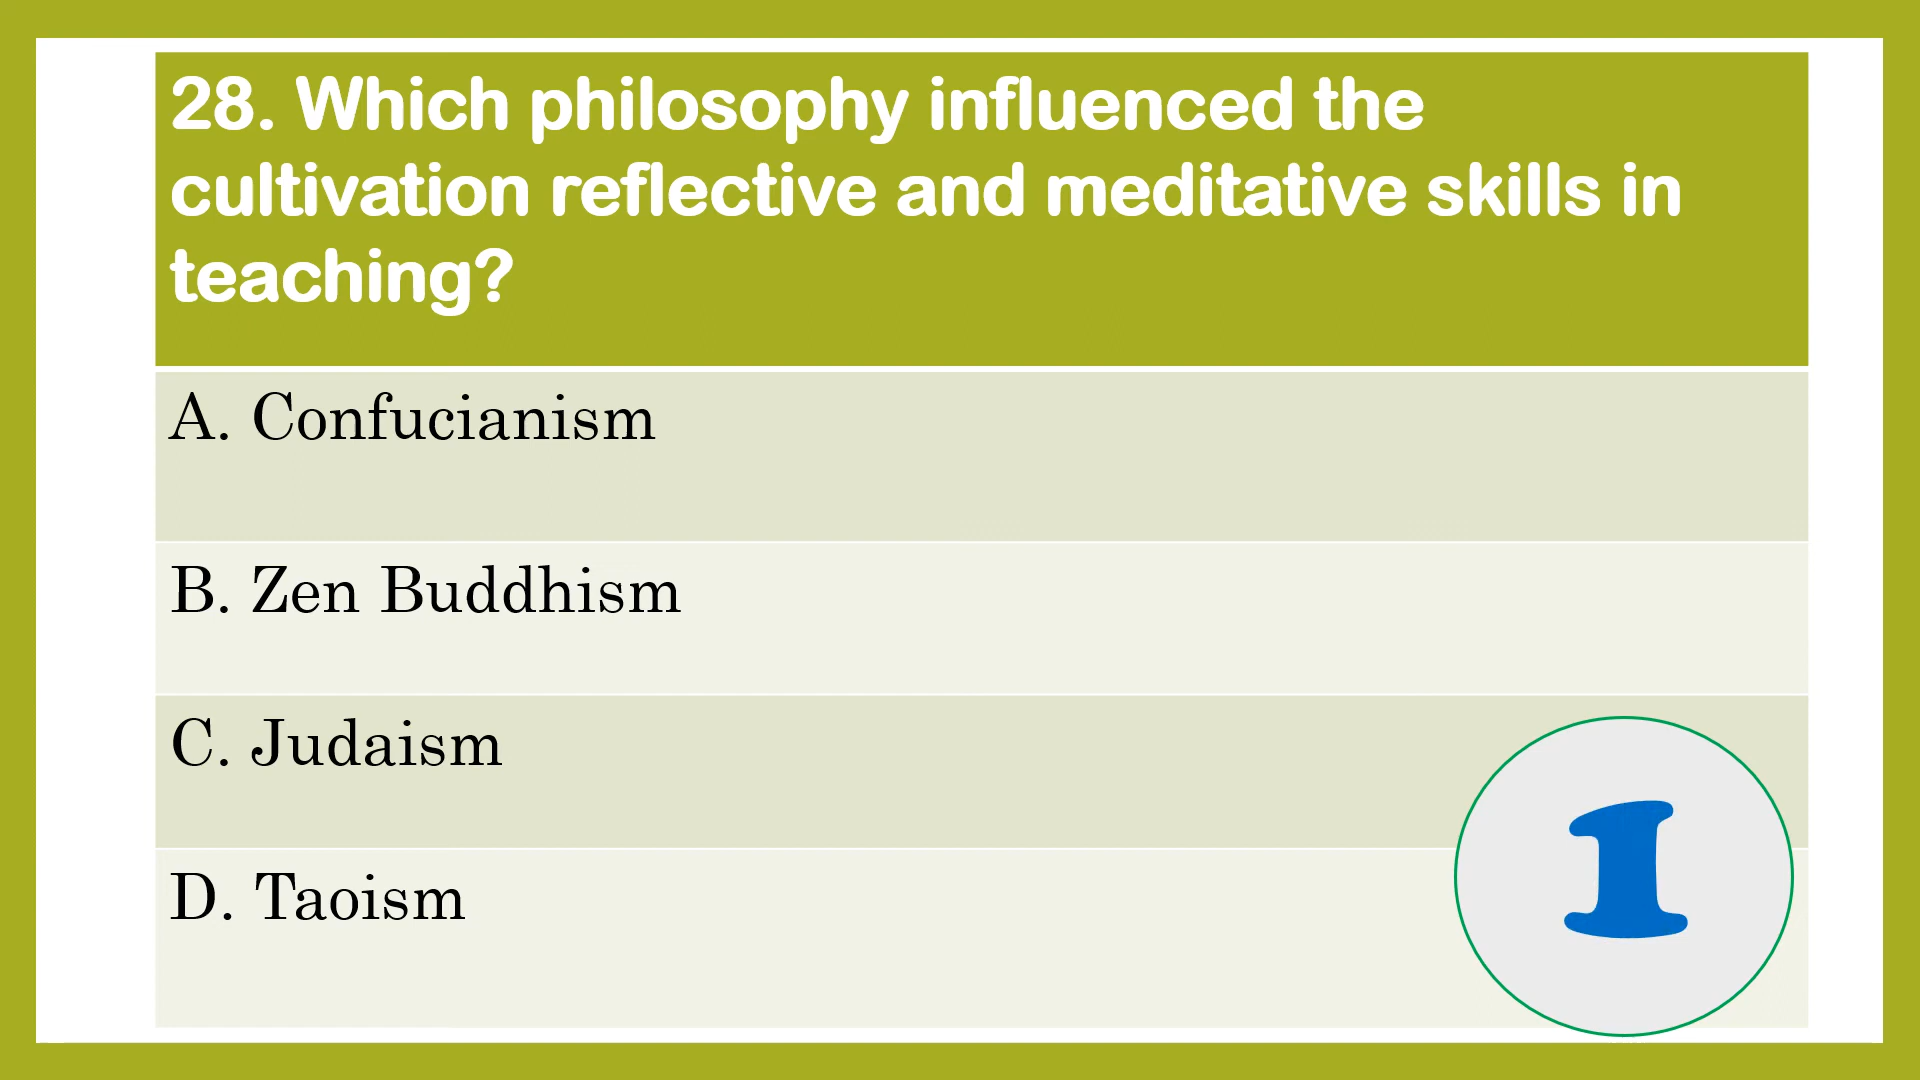 28. Which philosophy influenced the
cultivation reflective and meditative skills in
teaching?
A. Confucianism
B. Zen Buddhism
C. Judaism
D. Taoism
1